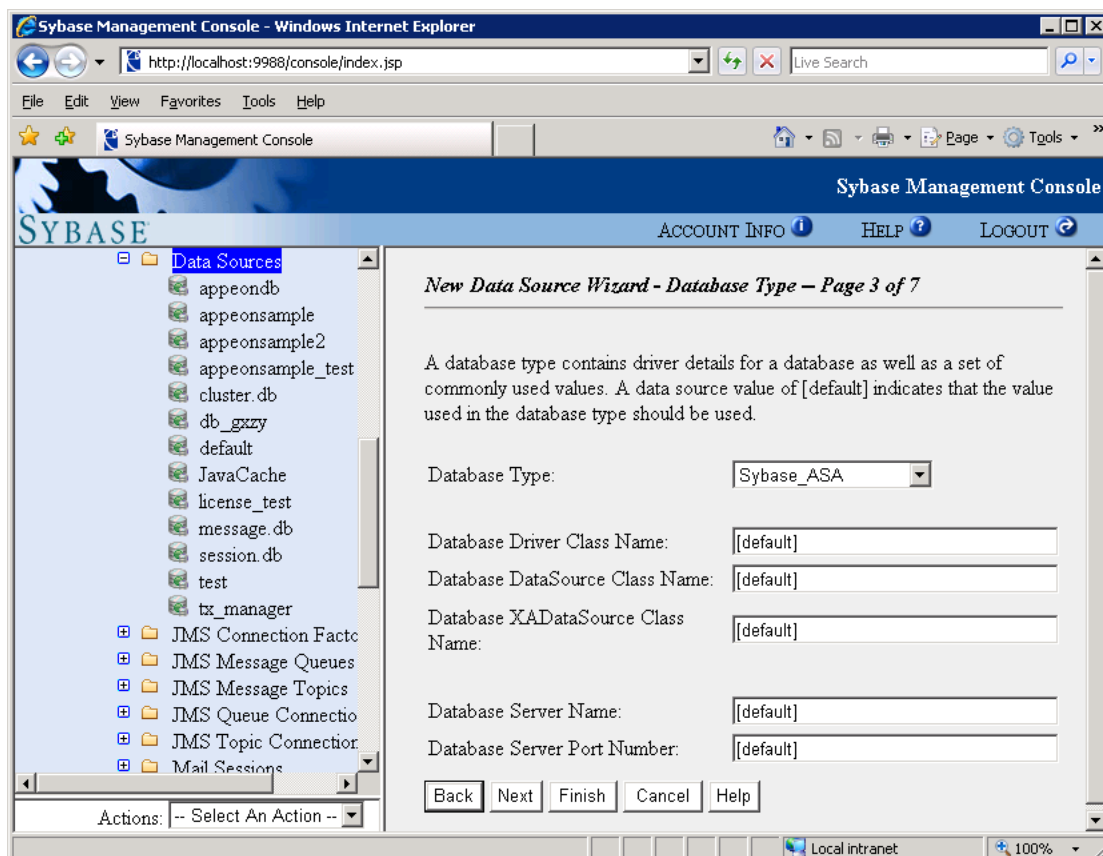 Sybase Management Console - Windows Internet Explorer
http://localhost:9988/console/index.jsp
Live Search
File Edit View Favorites Tools Help
Sybase Management Console
Page Tools »
Sybase Management Console
SYBASE
ACCOUNT INFO HELP LOGOUT
Data Sources
appeondb
appeonsample
appeonsample2
appeonsample_test
cluster.db
db_gxzy
default
JavaCache
license_test
message.db
session.db
test
tx_manager
JMS Connection Facto
JMS Message Queues
JMS Message Topics
JMS Queue Connectio
JMS Topic Connection
Mail Sessions
Actions: -- Select An Action --
New Data Source Wizard - Database Type -- Page 3 of 7
A database type contains driver details for a database as well as a set of
commonly used values. A data source value of [default] indicates that the value
used in the database type should be used.
Database Type: Sybase_ASA
Database Driver Class Name: [default]
Database DataSource Class Name: [default]
Database XADataSource Class
Name:
[default]
Database Server Name: [default]
Database Server Port Number: [default]
Back Next Finish Cancel Help
Local intranet 100%